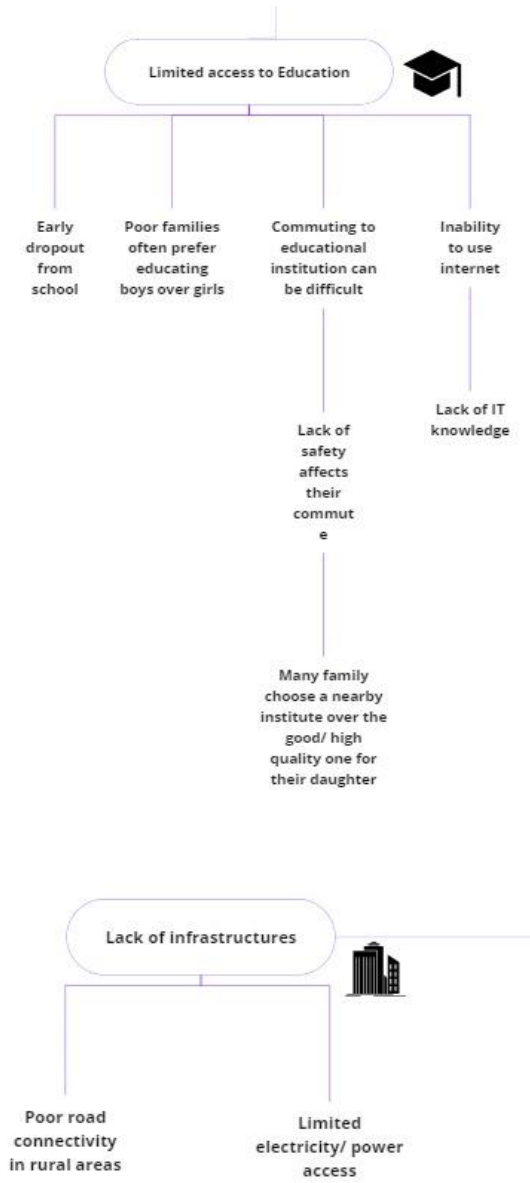 Limited access to Education
Early
dropout
from
school
Poor families
often prefer
educating
boys over girls
Commuting to
educational
institution can
be difficult
Inability
to use
internet
Lack of IT
knowledge
Lack of
safety
affects
their
commut
e
Many family
choose a nearby
institute over the
good/ high
quality one for
their daughter
Lack of infrastructures
Poor road
connectivity
in rural areas
Limited
electricity/ power
access